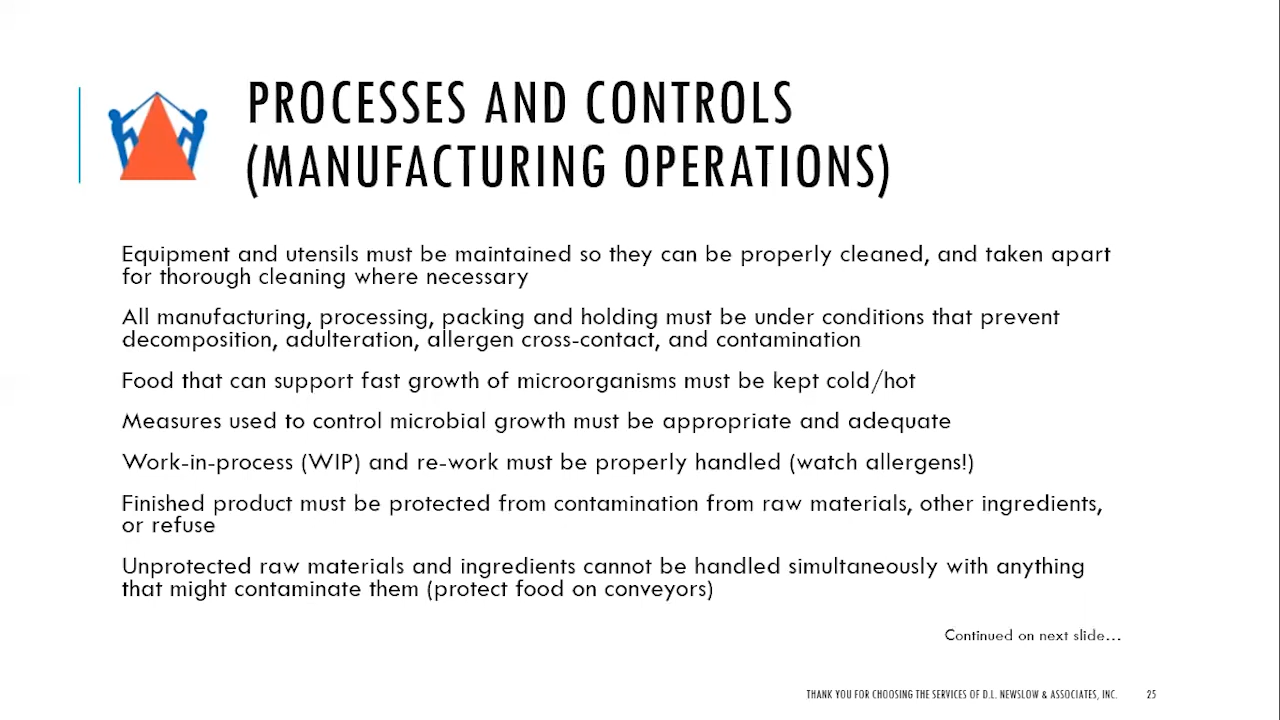 PROCESSES AND CONTROLS
(MANUFACTURING OPERATIONS)
Equipment and utensils must be maintained so they can be properly cleaned, and taken apart
for thorough cleaning where necessary
All manufacturing, processing, packing and holding must be under conditions that prevent
decomposition, adulteration, allergen cross-contact, and contamination
Food that can support fast growth of microorganisms must be kept cold/hot
Measures used to control microbial growth must be appropriate and adequate
Work-in-process (WIP) and re-work must be properly handled (watch allergens!)
Finished product must be protected from contamination from raw materials, other ingredients,
or refuse
Unprotected raw materials and ingredients cannot be handled simultaneously with anything
that might contaminate them (protect food on conveyors)
Continued on next slide...
THANK YOU FOR CHOOSING THE SERVICES OF D.L. NEWSLOW & ASSOCIATES, INC. 25